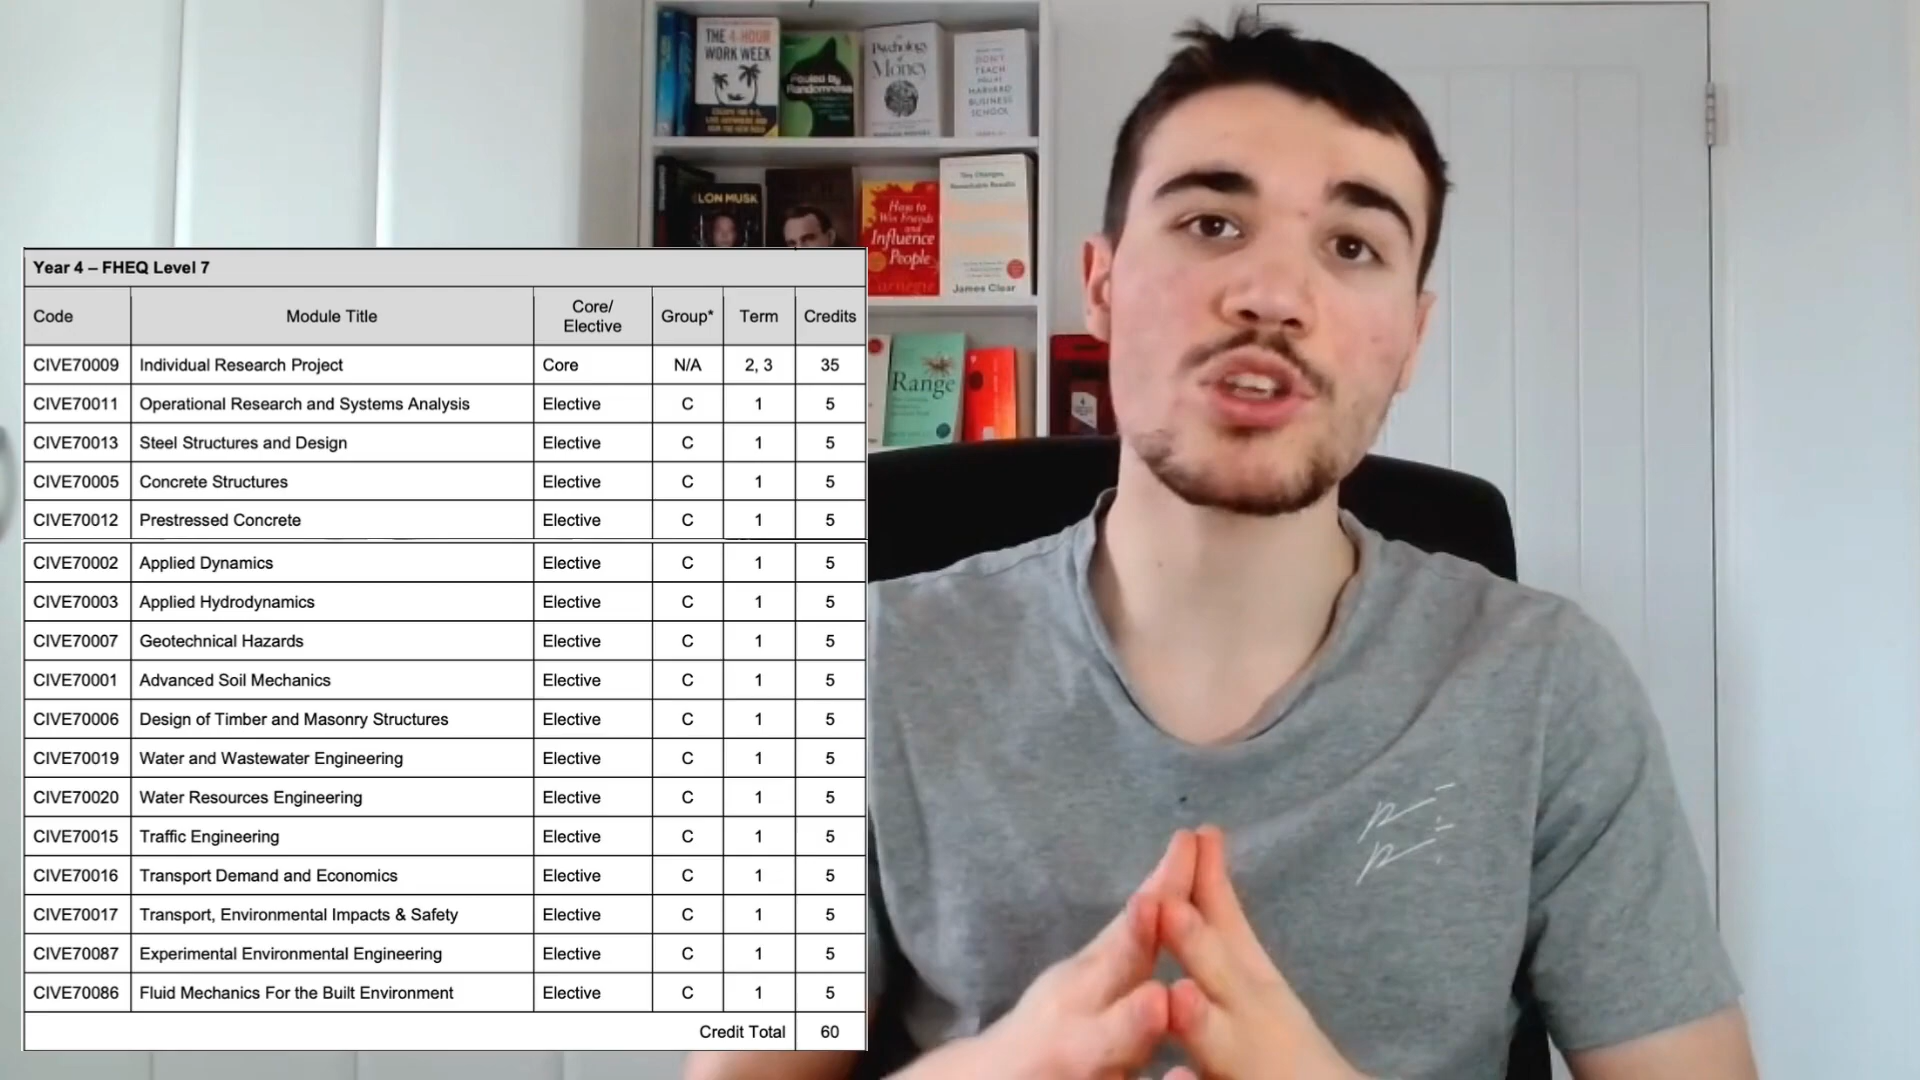 THE 4-HOUR
WORK WEEK
Fooled by
Randomness
Psychology
of
Money
DON'T
TEACH
HARVARD
BUSINESS
SCHOOL
LON MUSK
How to
Win Friends
and
Influence
People
Carnegie
Tiny Changes,
Remarkable Results
James Clear
Range
Year 4 – FHEQ Level 7
Code Module Title Core/ Elective Group* Term Credits
CIVE70009 Individual Research Project Core N/A 2, 3 35
CIVE70011 Operational Research and Systems Analysis Elective C 1 5
CIVE70013 Steel Structures and Design Elective C 1 5
CIVE70005 Concrete Structures Elective C 1 5
CIVE70012 Prestressed Concrete Elective C 1 5
CIVE70002 Applied Dynamics Elective C 1 5
CIVE70003 Applied Hydrodynamics Elective C 1 5
CIVE70007 Geotechnical Hazards Elective C 1 5
CIVE70001 Advanced Soil Mechanics Elective C 1 5
CIVE70006 Design of Timber and Masonry Structures Elective C 1 5
CIVE70019 Water and Wastewater Engineering Elective C 1 5
CIVE70020 Water Resources Engineering Elective C 1 5
CIVE70015 Traffic Engineering Elective C 1 5
CIVE70016 Transport Demand and Economics Elective C 1 5
CIVE70017 Transport, Environmental Impacts & Safety Elective C 1 5
CIVE70087 Experimental Environmental Engineering Elective C 1 5
CIVE70086 Fluid Mechanics For the Built Environment Elective C 1 5
Credit Total 60